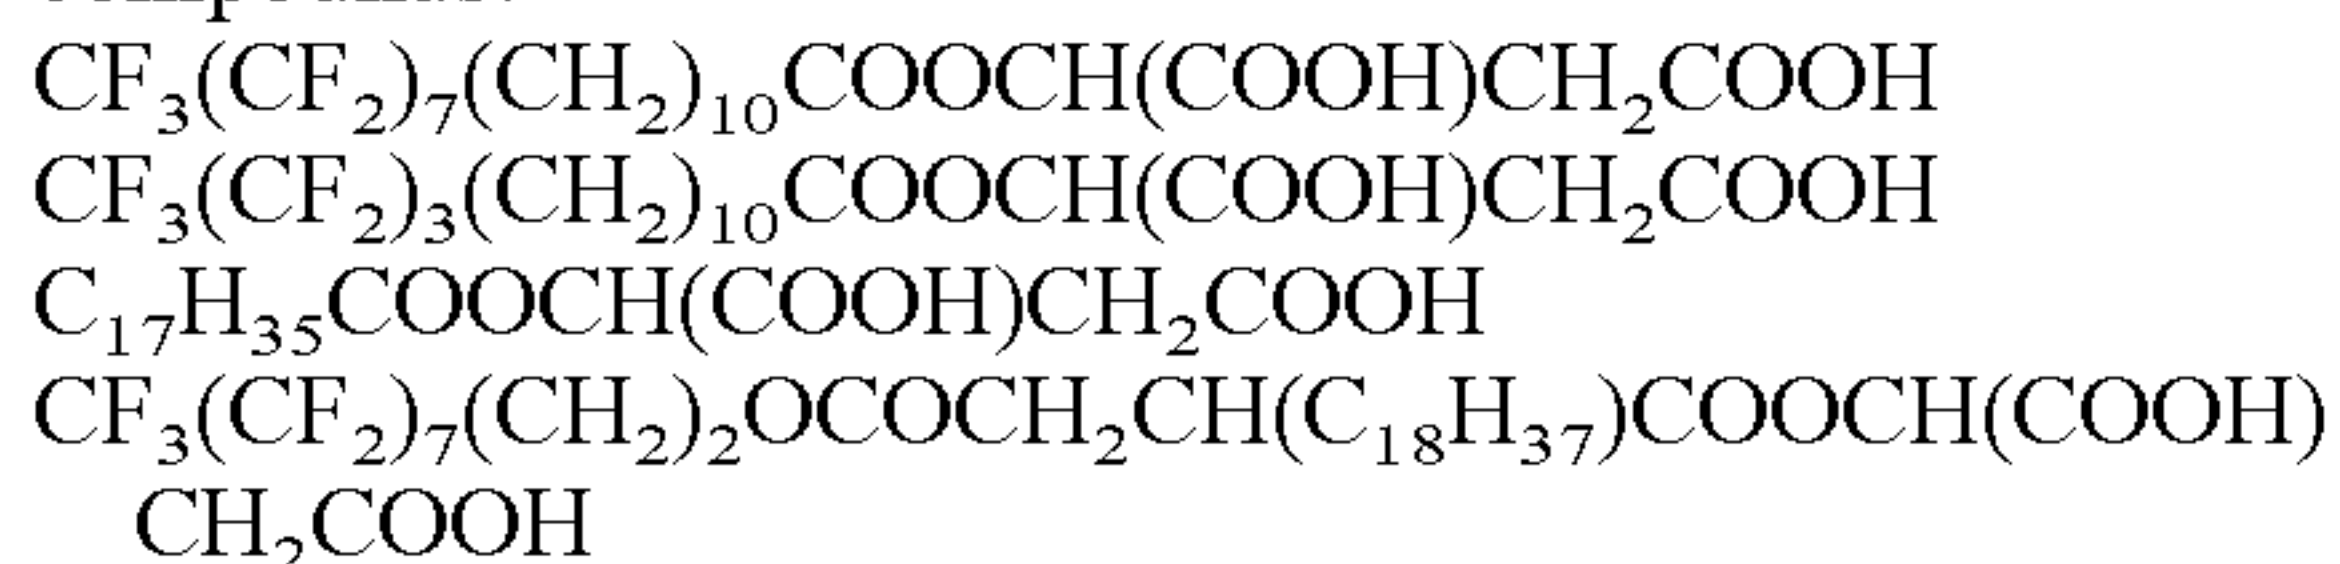 CF₃(CF₂)₇(CH₂)₁₀COOCH(COOH)CH₂COOH
CF₃(CF₂)₃(CH₂)₁₀COOCH(COOH)CH₂COOH
C₁₇H₃₅COOCH(COOH)CH₂COOH
CF₃(CF₂)₇(CH₂)₂OCOCH₂CH(C₁₈H₃₇)COOCH(COOH)
CH₂COOH